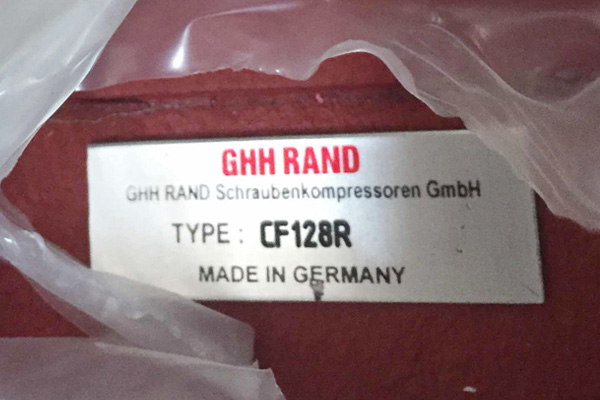 GHH RAND
GHH RAND Schraubenkompressoren GmbH
TYPE : CF128R
MADE IN GERMANY